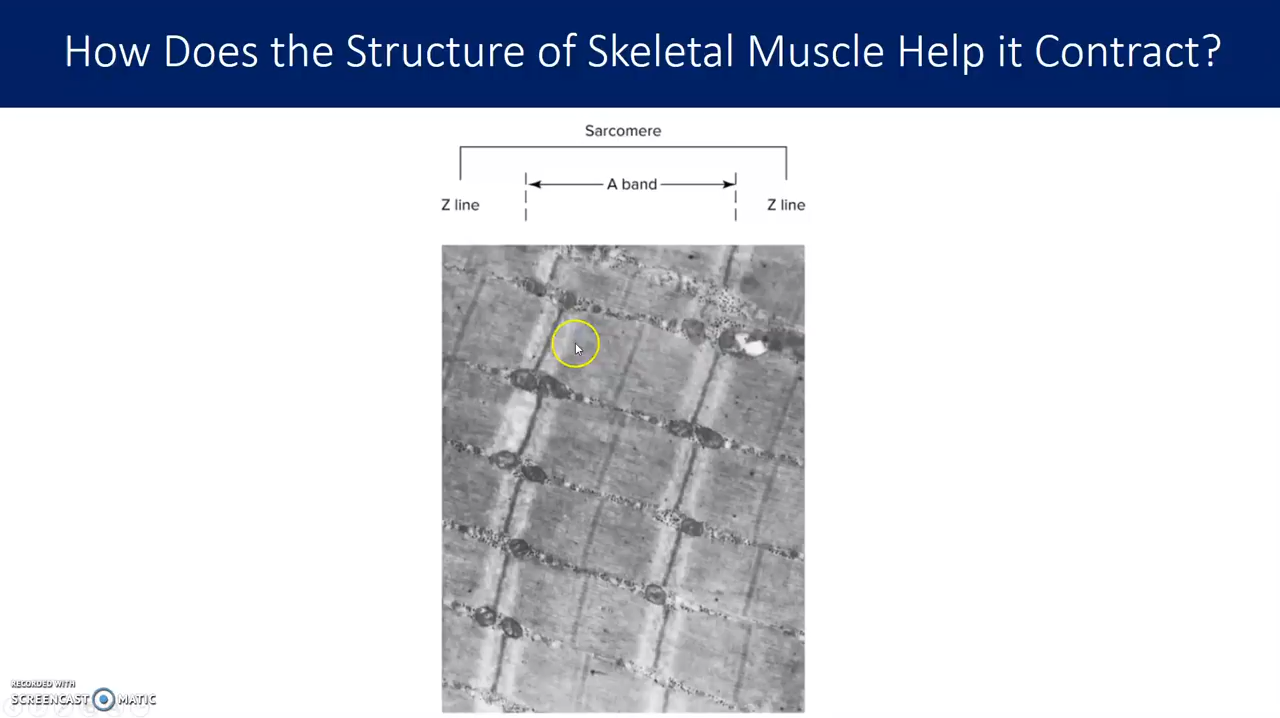 How Does the Structure of Skeletal Muscle Help it Contract?
Sarcomere
A band
Z line
Z line
RECORDED WITH
SCREENCAST MATIC